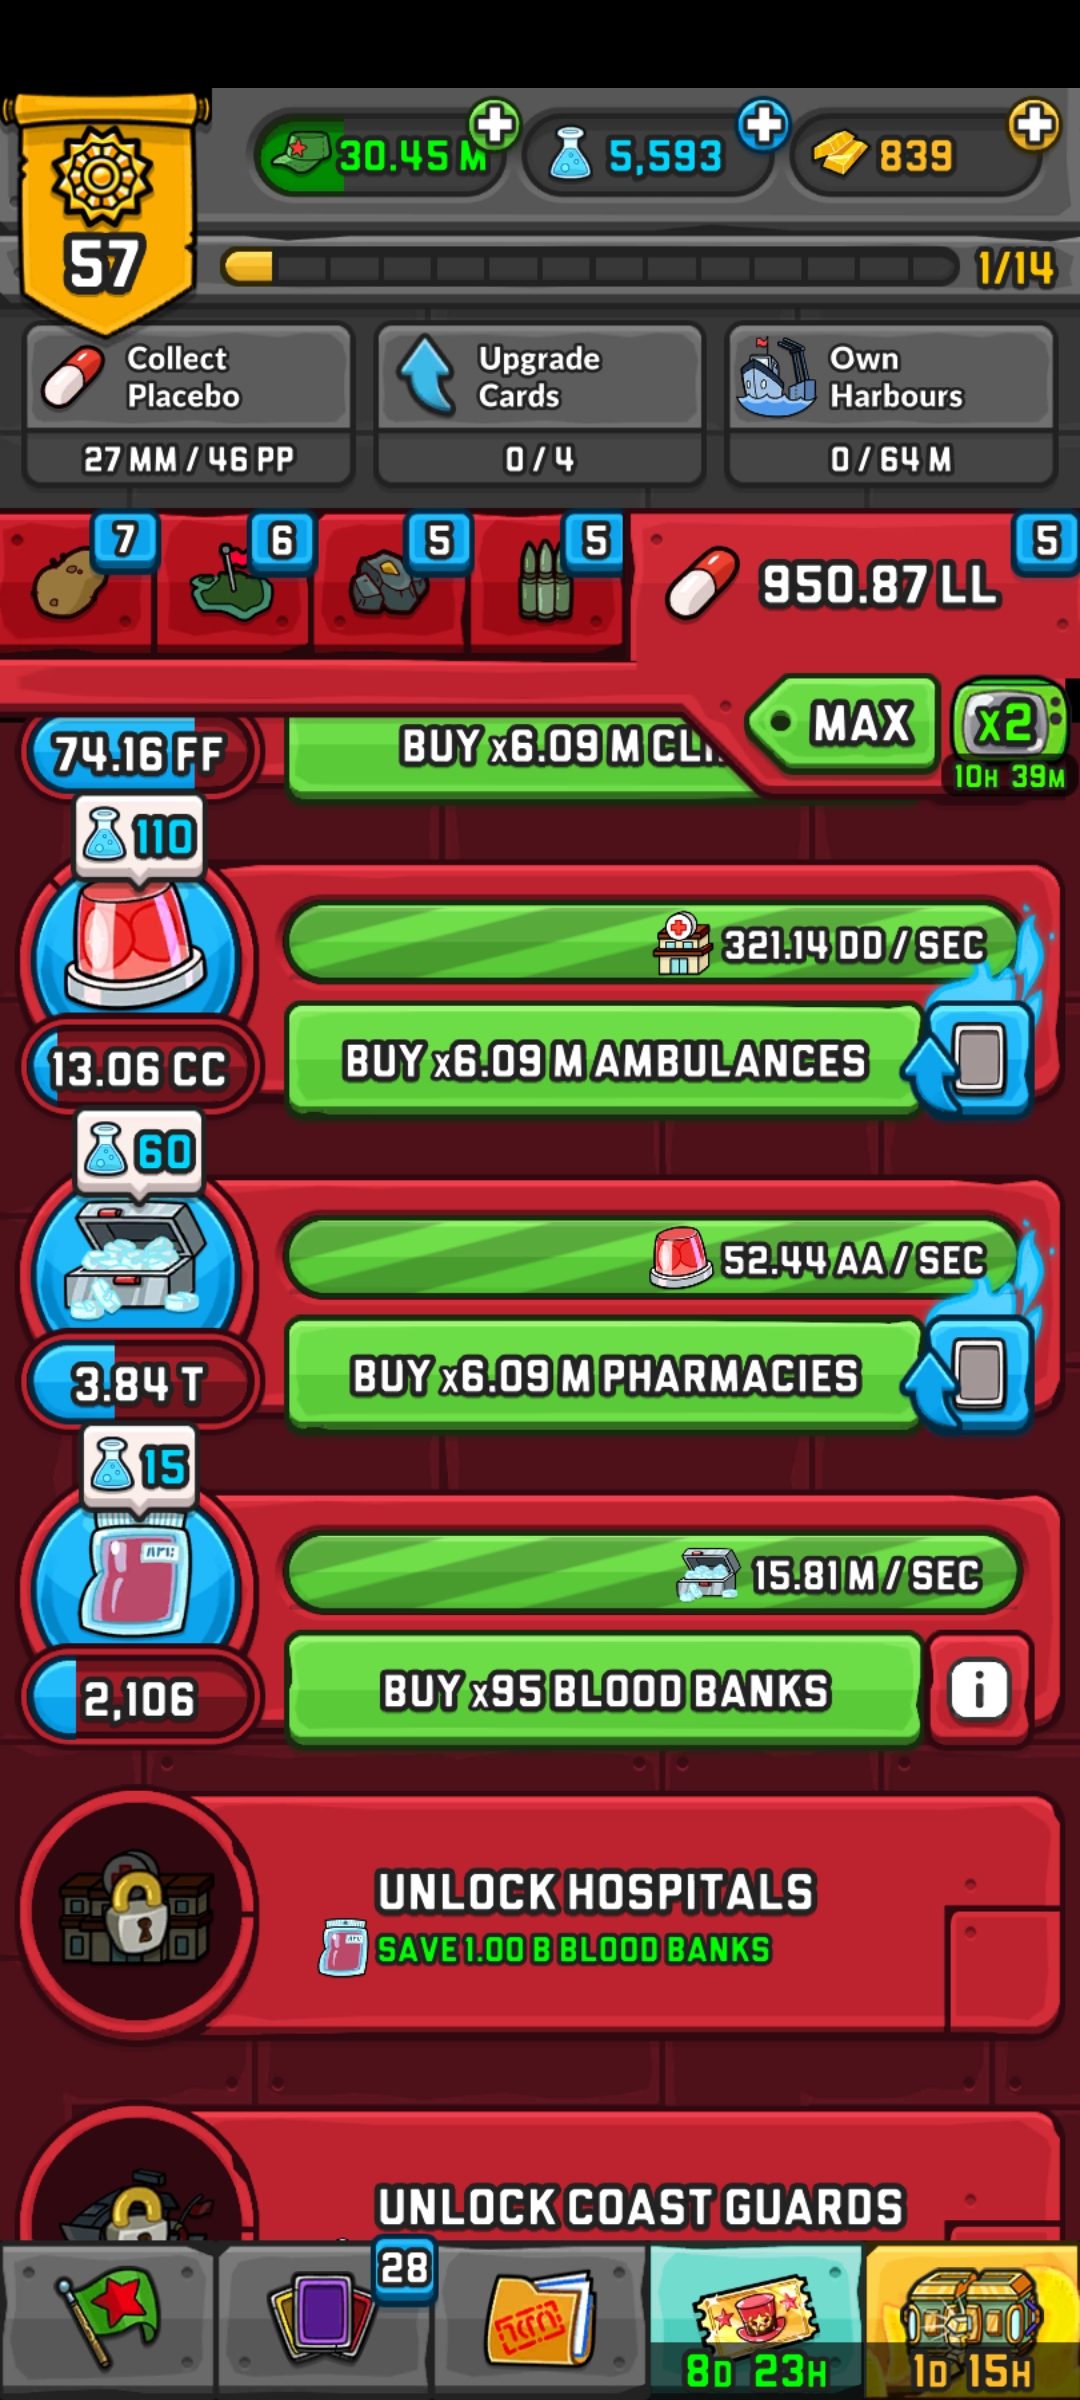 57
30.45 M
5,593
839
1/14
Collect
Placebo
27 MM / 46 PP
Upgrade
Cards
0 / 4
Own
Harbours
0 / 64 M
7
6
5
5
950.87 LL
5
MAX
x2
10H 39M
74.16 FF
BUY x6.09 M CLI
110
321.14 DD / SEC
13.06 CC
BUY x6.09 M AMBULANCES
60
52.44 AA / SEC
3.84 T
BUY x6.09 M PHARMACIES
15
15.81 M / SEC
2,106
BUY x95 BLOOD BANKS
i
UNLOCK HOSPITALS
SAVE 1.00 B BLOOD BANKS
UNLOCK COAST GUARDS
28
8D 23H
1D 15H